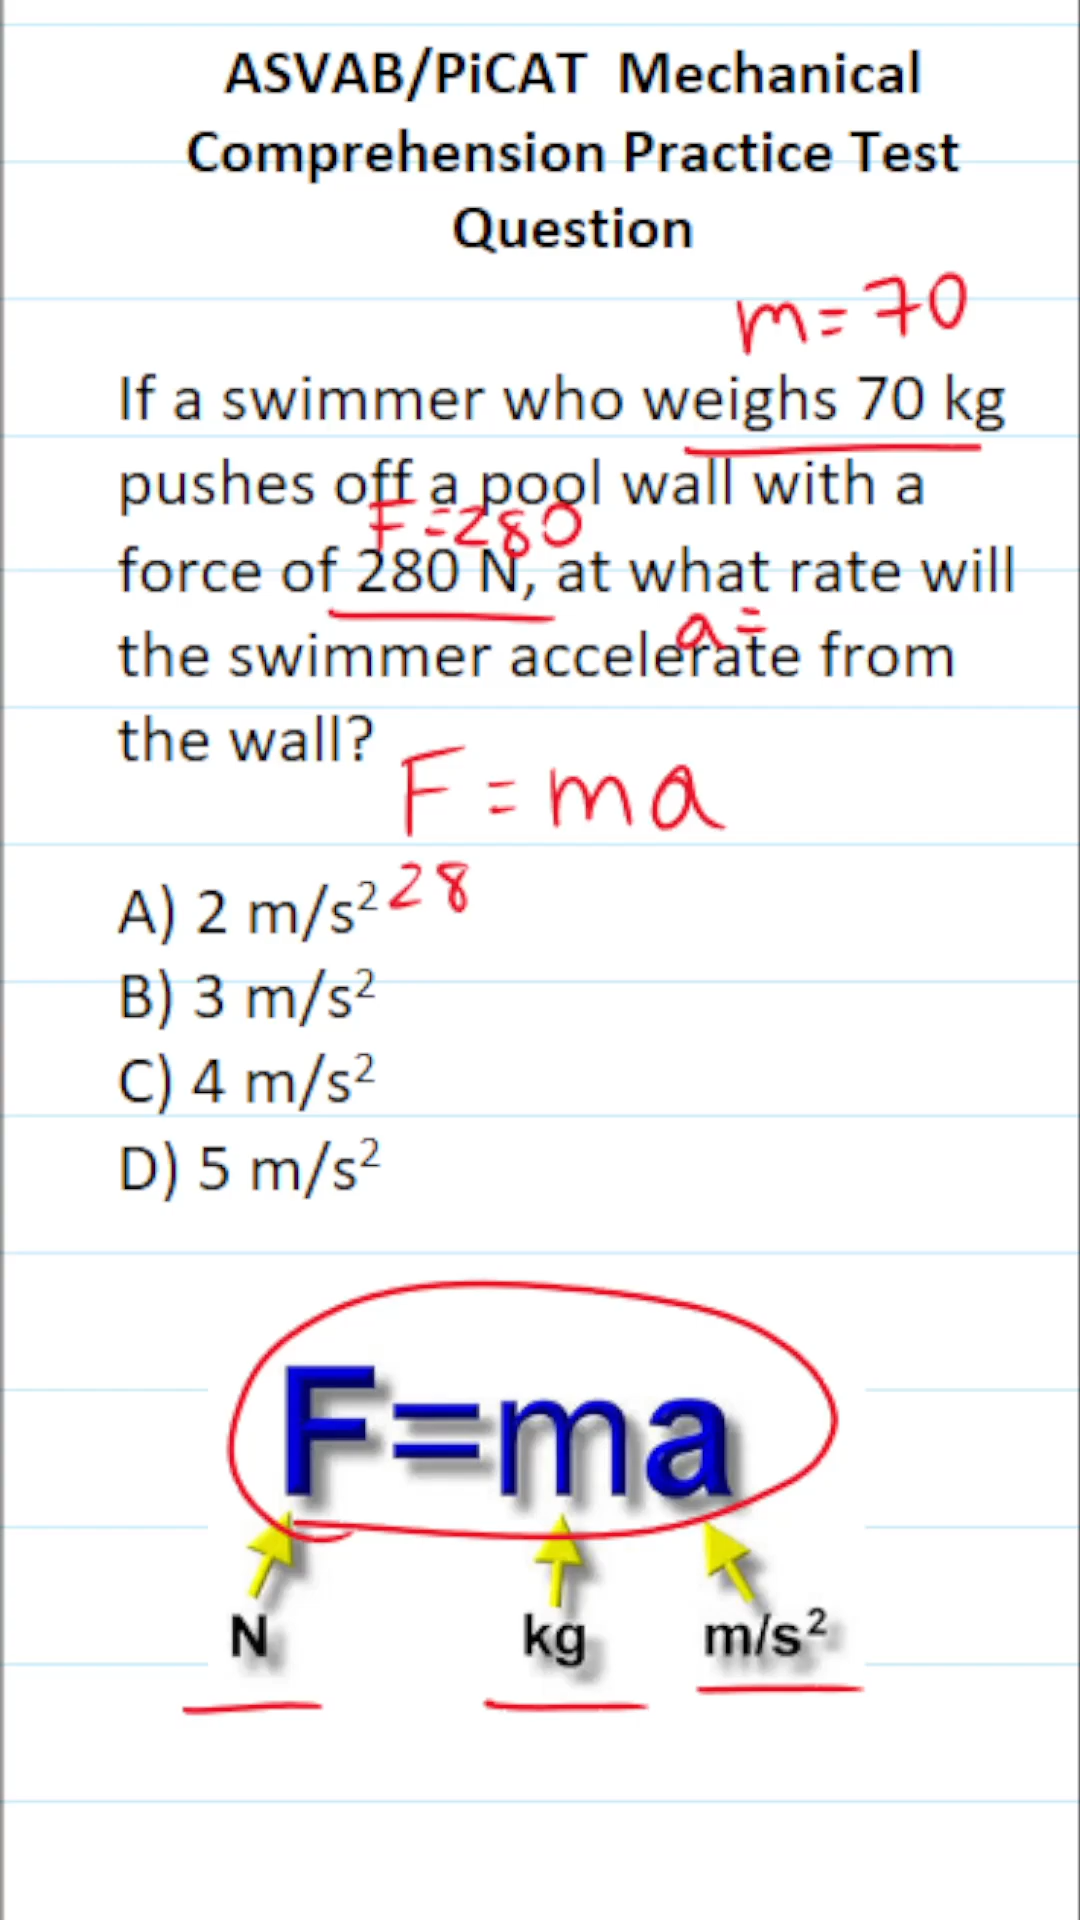 ASVAB/PiCAT Mechanical
Comprehension Practice Test
Question
m=70
If a swimmer who weighs 70 kg
pushes off a pool wall with a
F=280
force of 280 N, at what rate will
a=
the swimmer accelerate from
the wall?
F=ma
28
A) 2 m/s²
B) 3 m/s²
C) 4 m/s²
D) 5 m/s²
F=ma
N kg m/s²